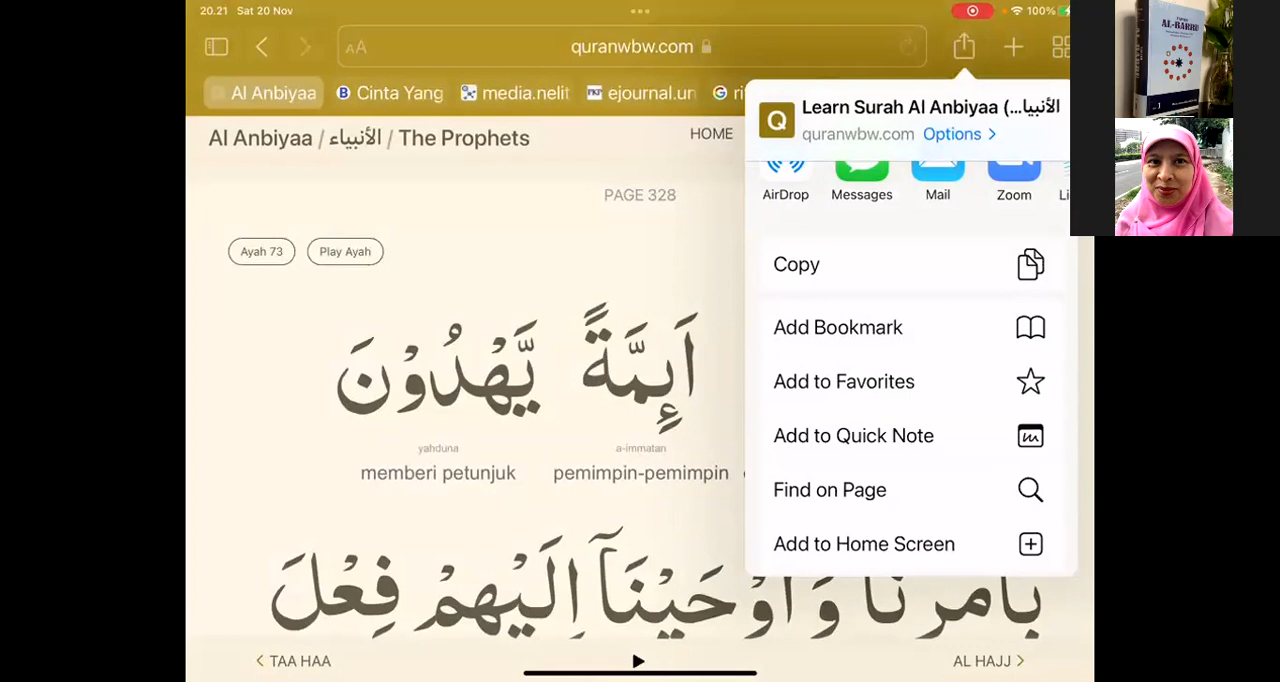 20.21 Sat 20 Nov
100%
AA
quranwbw.com
Al Anbiyaa
Cinta Yang
media.nelit
ejournal.un
Al Anbiyaa / الأنبياء / The Prophets
HOME
Learn Surah Al Anbiyaa (...الأنبيا
quranwbw.com Options >
AirDrop
Messages
Mail
Zoom
PAGE 328
Ayah 73
Play Ayah
Copy
Add Bookmark
Add to Favorites
Add to Quick Note
Find on Page
Add to Home Screen
اَىِٕمَّةً يَّهْدُوْنَ
a-immatan
yahduna
pemimpin-pemimpin
memberi petunjuk
بِاَمْرِنَا وَاَوْحَيْنَآ اِلَيْهِمْ فِعْلَ
< TAA HAA
AL HAJJ >
AL-BARRU